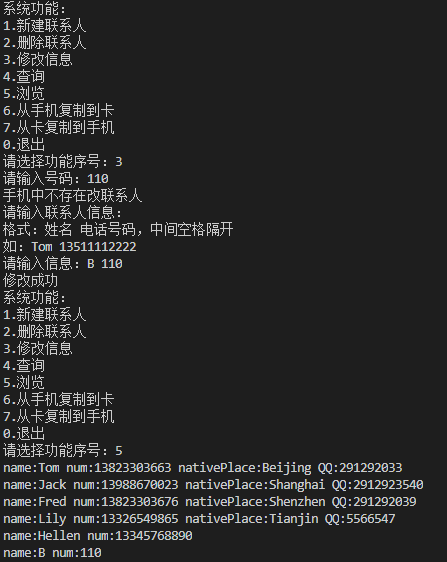 系统功能：
1.新建联系人
2.删除联系人
3.修改信息
4.查询
5.浏览
6.从手机复制到卡
7.从卡复制到手机
0.退出
请选择功能序号：3
请输入号码：110
手机中不存在改联系人
请输入联系人信息：
格式：姓名 电话号码，中间空格隔开
如：Tom 13511112222
请输入信息：B 110
修改成功
系统功能：
1.新建联系人
2.删除联系人
3.修改信息
4.查询
5.浏览
6.从手机复制到卡
7.从卡复制到手机
0.退出
请选择功能序号：5
name:Tom num:13823303663 nativePlace:Beijing QQ:291292033
name:Jack num:13988670023 nativePlace:Shanghai QQ:2912923540
name:Fred num:13823303676 nativePlace:Shenzhen QQ:291292039
name:Lily num:13326549865 nativePlace:Tianjin QQ:5566547
name:Hellen num:13345768890
name:B num:110